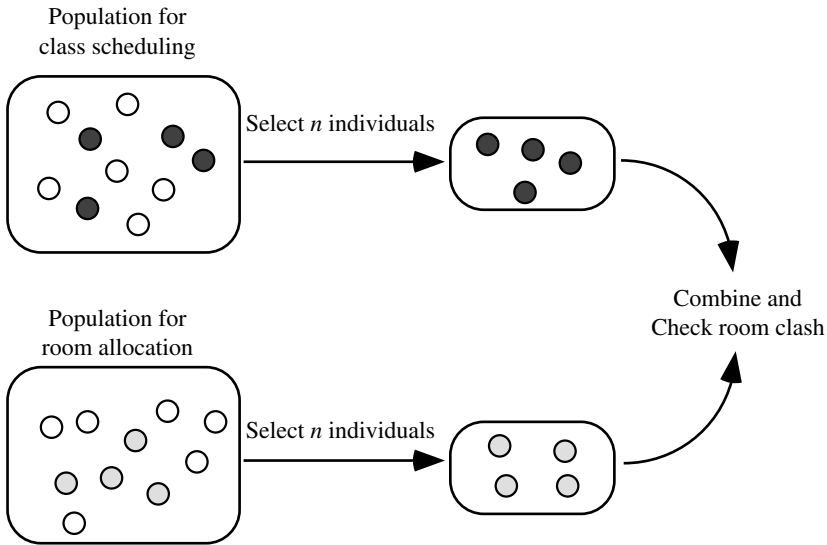 Population for
class scheduling
Select n individuals
Combine and
Check room clash
Population for
room allocation
Select n individuals